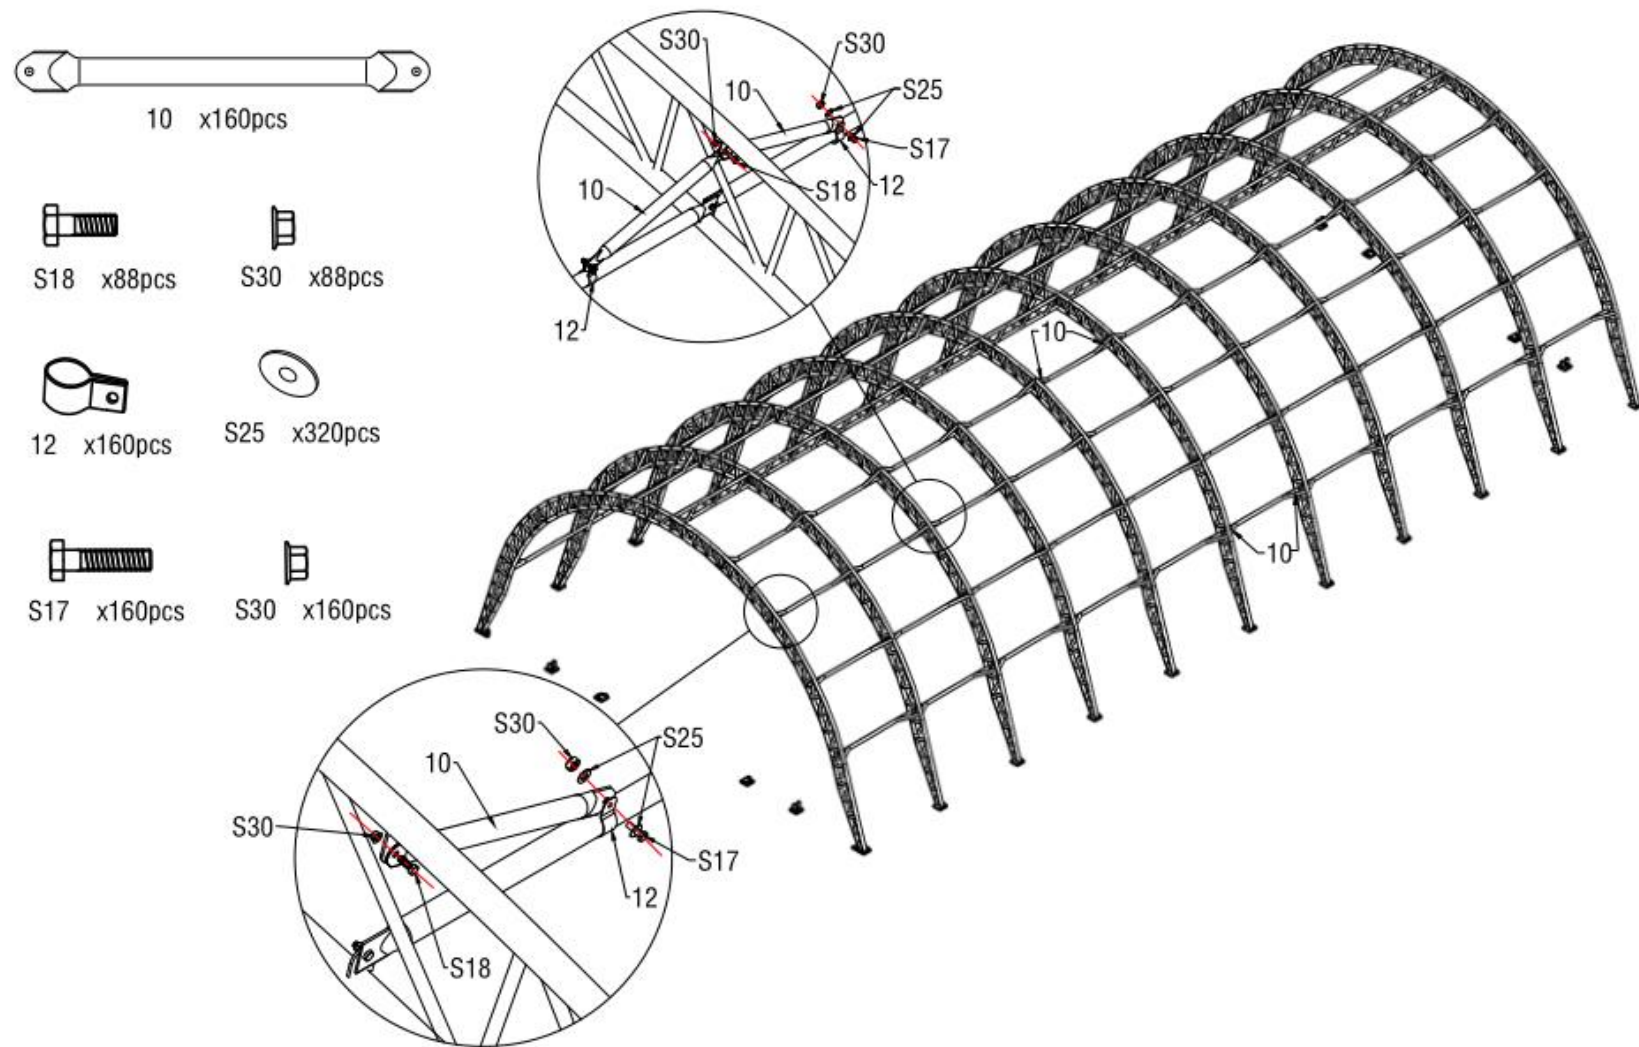 10 x160pcs
S18 x88pcs
S30 x88pcs
12 x160pcs
S25 x320pcs
S17 x160pcs
S30 x160pcs
S30
S30
10
S25
S17
S18
12
10
12
10
10
S30
S25
10
S30
S17
12
S18